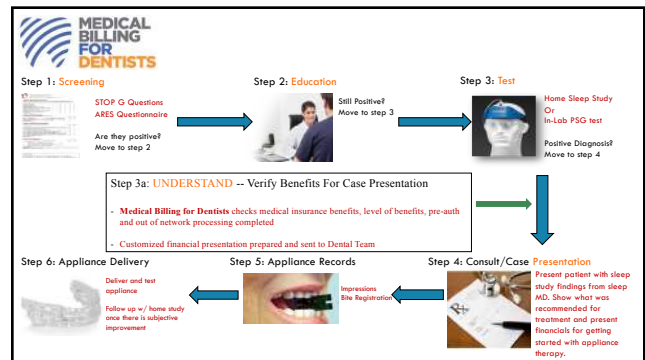 MEDICAL
BILLING
FOR
DENTISTS
Step 1: Screening
STOP G Questions
ARES Questionnaire
Are they positive?
Move to step 2
Step 2: Education
Still Positive?
Move to step 3
Step 3: Test
Home Sleep Study
Or
In-Lab PSG test
Positive Diagnosis?
Move to step 4
Step 3a: UNDERSTAND -- Verify Benefits For Case Presentation
- Medical Billing for Dentists checks medical insurance benefits, level of benefits, pre-auth
and out of network processing completed
- Customized financial presentation prepared and sent to Dental Team
Step 4: Consult/Case Presentation
Present patient with sleep
study findings from sleep
MD. Show what was
recommended for
treatment and present
financials for getting
started with appliance
therapy.
Step 5: Appliance Records
Impressions
Bite Registration
Step 6: Appliance Delivery
Deliver and test
appliance
Follow up w/ home study
once there is subjective
improvement